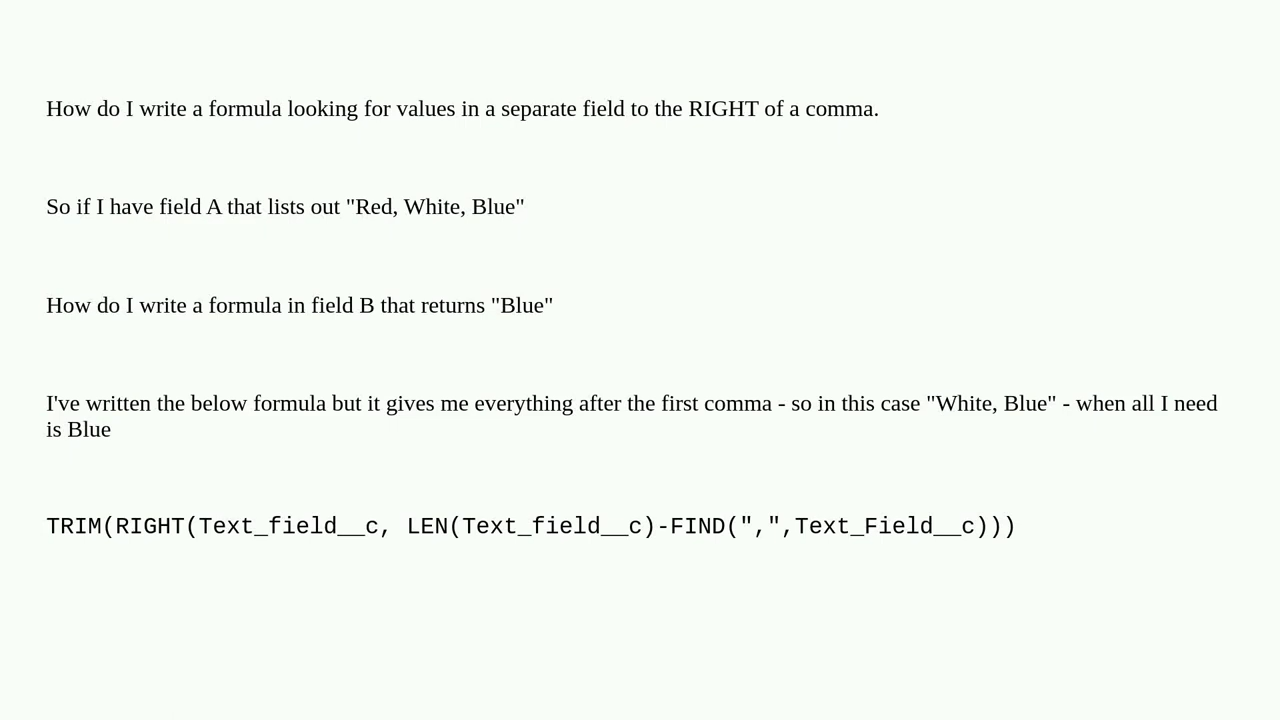 How do I write a formula looking for values in a separate field to the RIGHT of a comma.
So if I have field A that lists out "Red, White, Blue"
How do I write a formula in field B that returns "Blue"
I've written the below formula but it gives me everything after the first comma - so in this case "White, Blue" - when all I need
is Blue
TRIM(RIGHT(Text_field__c, LEN(Text_field__c)-FIND(",",Text_Field__c)))